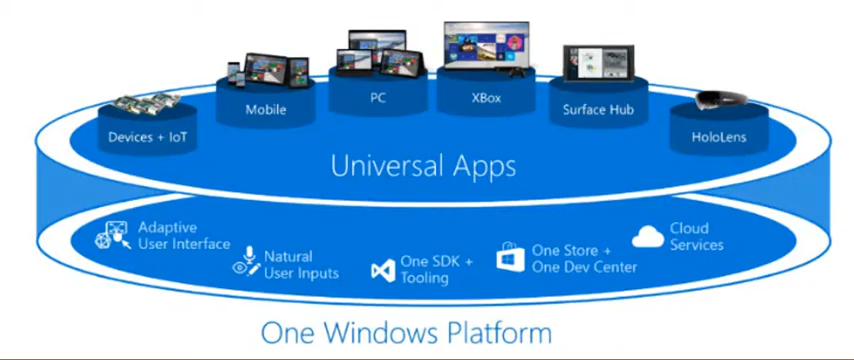 Devices + IoT
Mobile
PC
XBox
Surface Hub
HoloLens
Universal Apps
Adaptive
User Interface
Natural
User Inputs
One SDK +
Tooling
One Store +
One Dev Center
Cloud
Services
One Windows Platform